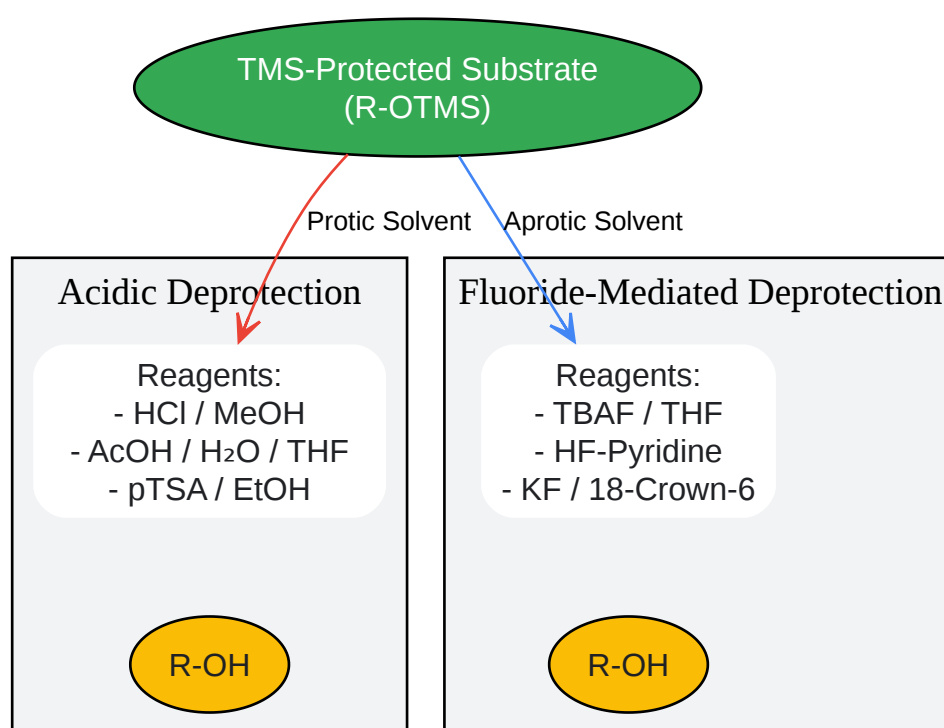 TMS-Protected Substrate
(R-OTMS)
Protic Solvent
Aprotic Solvent
Acidic Deprotection
Reagents:
- HCl / MeOH
- AcOH / H₂O / THF
- pTSA / EtOH
R-OH
Fluoride-Mediated Deprotection
Reagents:
- TBAF / THF
- HF-Pyridine
- KF / 18-Crown-6
R-OH